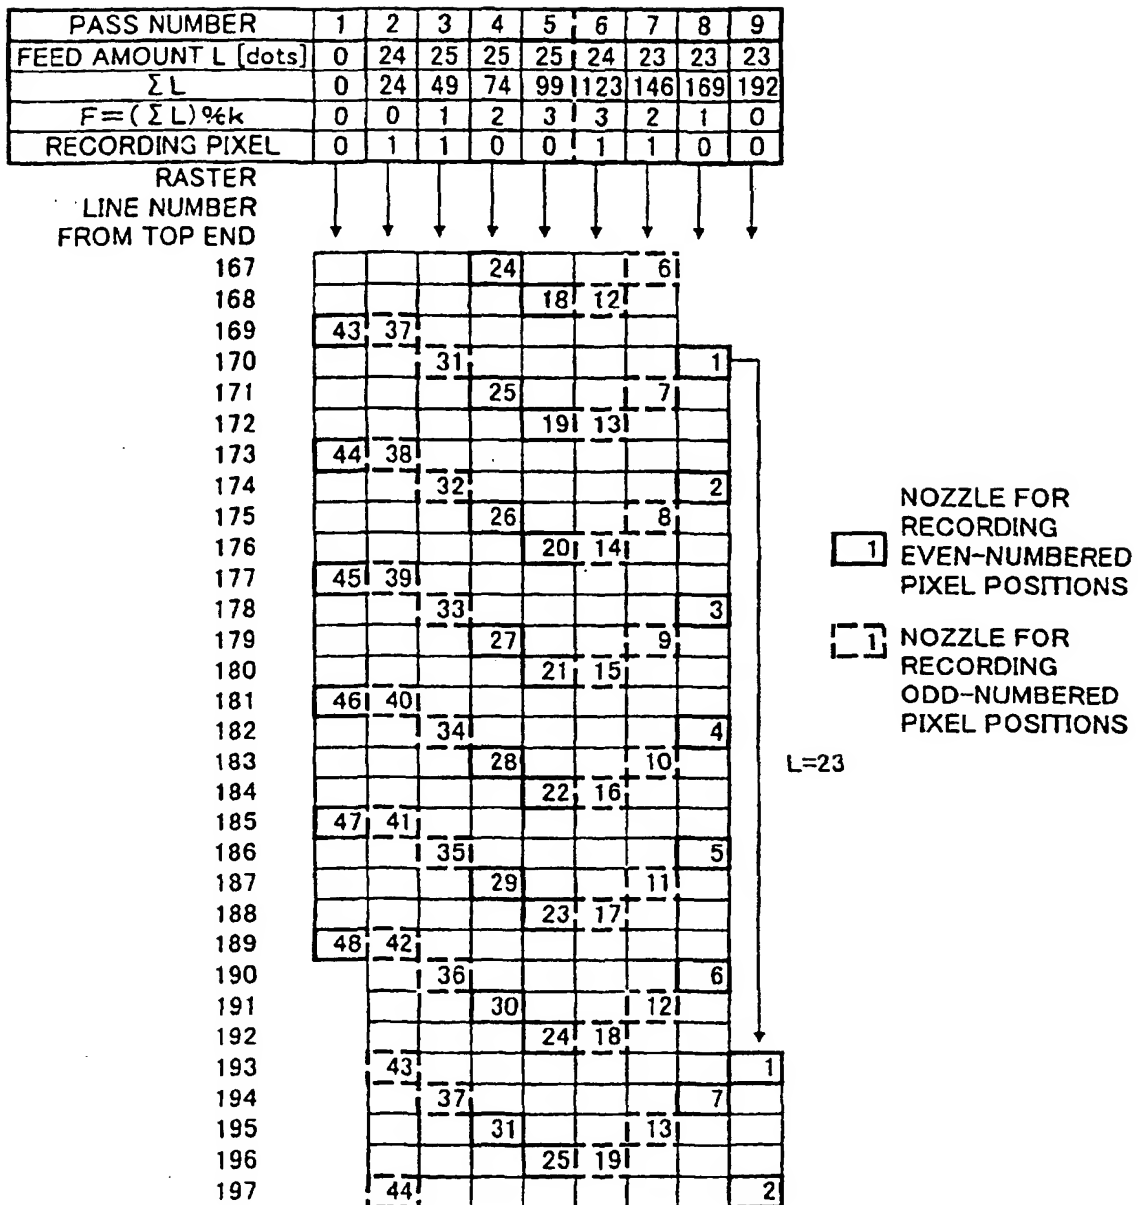 PASS NUMBER 1 2 3 4 5 6 7 8 9
FEED AMOUNT L [dots] 0 24 25 25 25 24 23 23 23
ΣL 0 24 49 74 99 123 146 169 192
F=(ΣL)%k 0 0 1 2 3 3 2 1 0
RECORDING PIXEL 0 1 1 0 0 1 1 0 0
RASTER
LINE NUMBER
FROM TOP END
167 24 6
168 18 12
169 43 37
170 31 1
171 25 7
172 19 13
173 44 38
174 32 2
175 26 8
176 20 14
177 45 39
178 33 3
179 27 9
180 21 15
181 46 40
182 34 4
183 28 10
184 22 16
185 47 41
186 35 5
187 29 11
188 23 17
189 48 42
190 36 6
191 30 12
192 24 18
193 43 1
194 37 7
195 31 13
196 25 19
197 44 2
L=23
1 NOZZLE FOR
RECORDING
EVEN-NUMBERED
PIXEL POSITIONS
1 NOZZLE FOR
RECORDING
ODD-NUMBERED
PIXEL POSITIONS